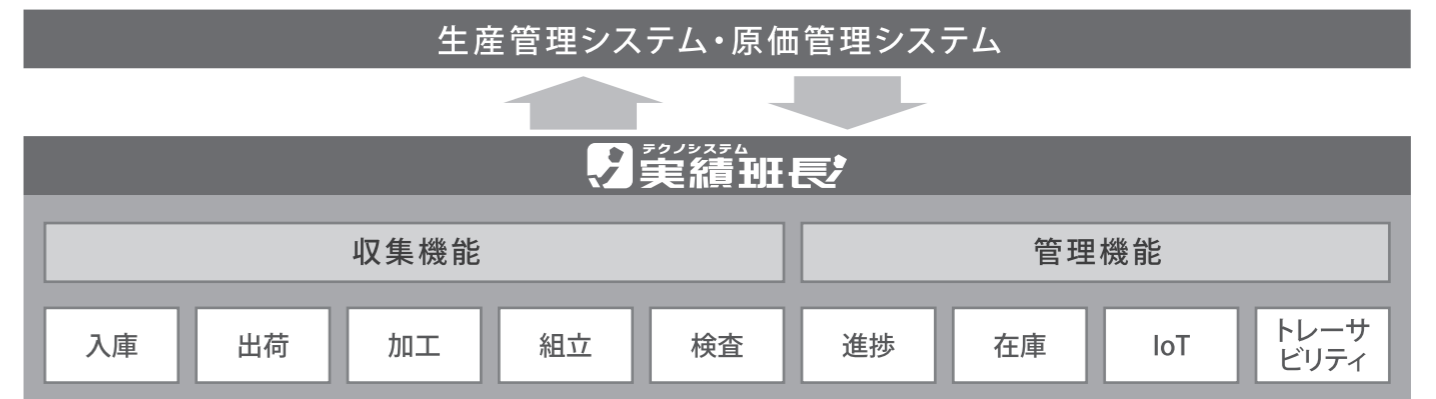 生産管理システム・原価管理システム
テクノシステム
実績班長
収集機能
管理機能
入庫
出荷
加工
組立
検査
進捗
在庫
IoT
トレーサ
ビリティ